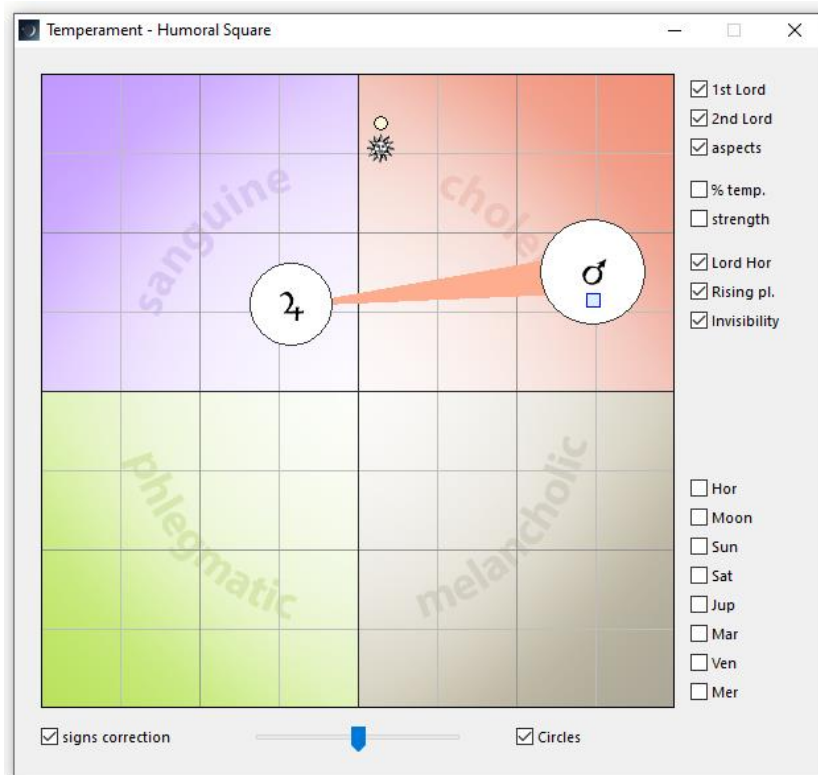 Temperament - Humoral Square
1st Lord
2nd Lord
aspects
% temp.
strength
Lord Hor
Rising pl.
Invisibility
sanguine
phlegmatic
melancholic
Hor
Moon
Sun
Sat
Jup
Mar
Ven
Mer
signs correction
Circles